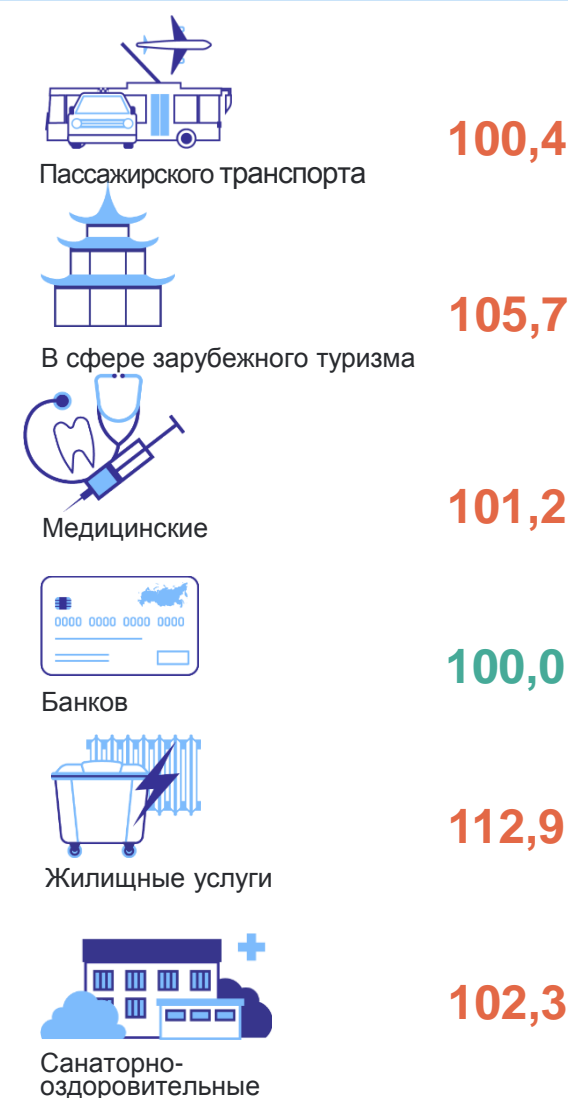 100,4
Пассажирского транспорта
105,7
В сфере зарубежного туризма
101,2
Медицинские
0000 0000 0000 0000
100,0
Банков
112,9
Жилищные услуги
102,3
Санаторно-
оздоровительные